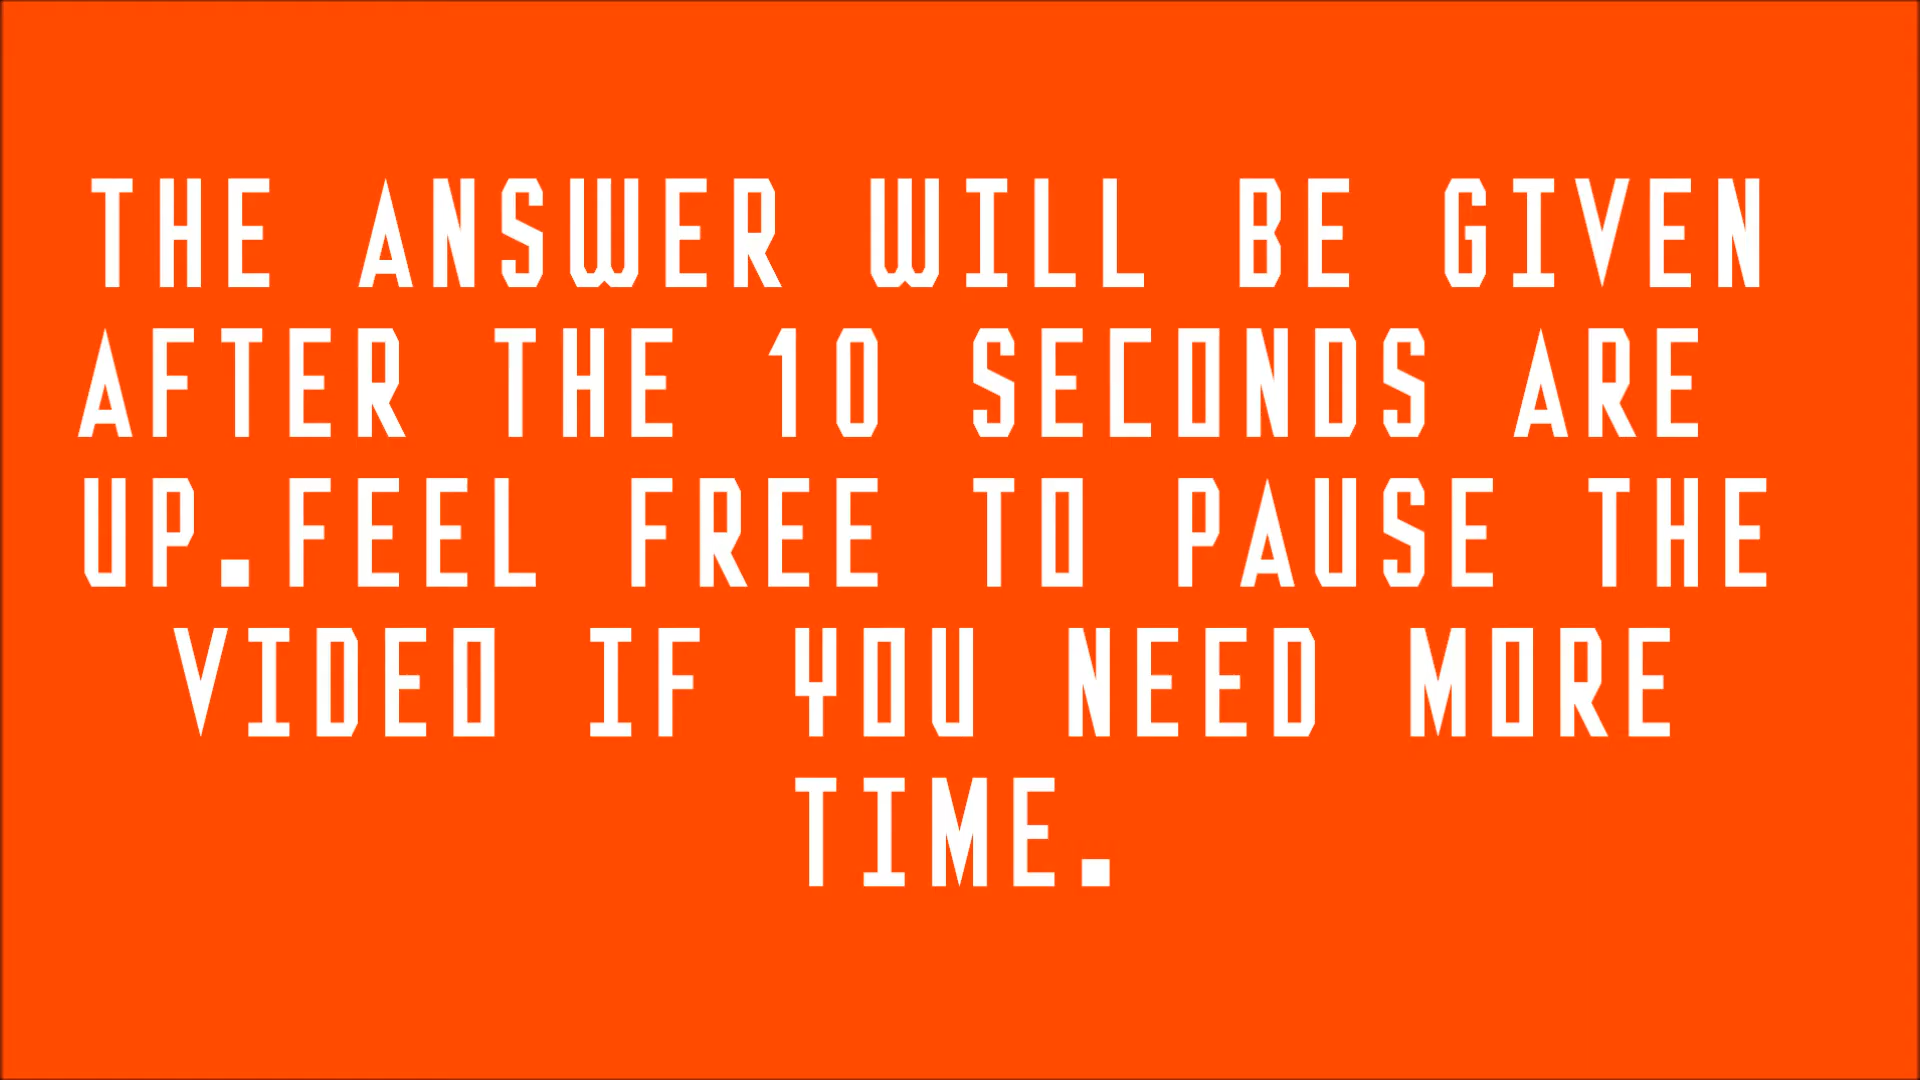 THE ANSWER WILL BE GIVEN
AFTER THE 10 SECONDS ARE
UP.FEEL FREE TO PAUSE THE
VIDEO IF YOU NEED MORE
TIME.